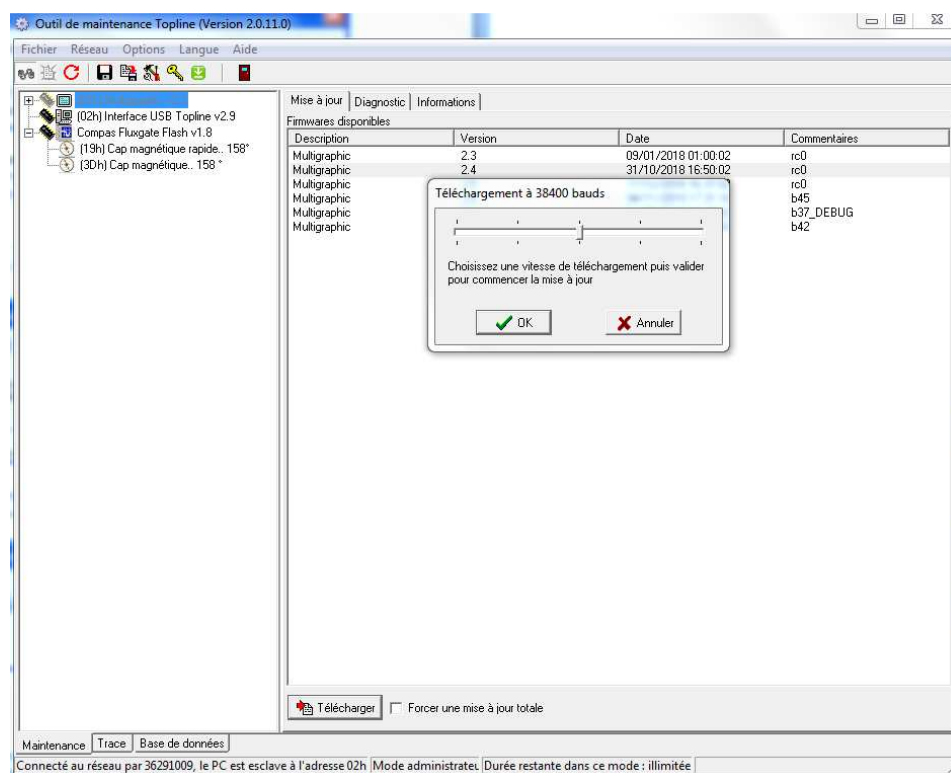 Outil de maintenance Topline (Version 2.0.11.0)
Fichier Réseau Options Langue Aide
(02h) Interface USB Topline v2.9
Compas Fluxgate Flash v1.8
(19h) Cap magnétique rapide.. 158°
(3Dh) Cap magnétique.. 158 °
Mise à jour Diagnostic Informations
Firmwares disponibles
Description Version Date Commentaires
Multigraphic 2.3 09/01/2018 01:00:02 rc0
Multigraphic 2.4 31/10/2018 16:50:02 rc0
Multigraphic rc0
Multigraphic b45
Multigraphic b37_DEBUG
Multigraphic b42
Téléchargement à 38400 bauds
Choisissez une vitesse de téléchargement puis valider
pour commencer la mise à jour
OK Annuler
Télécharger Forcer une mise à jour totale
Maintenance Trace Base de données
Connecté au réseau par 36291009, le PC est esclave à l'adresse 02h Mode administrateu Durée restante dans ce mode : illimitée